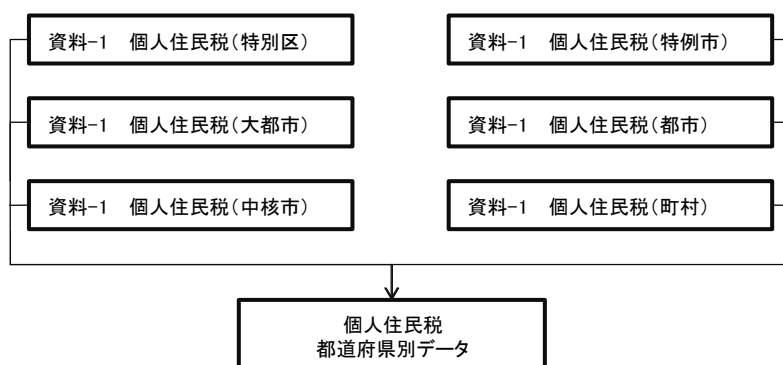 資料-1 個人住民税(特別区)
資料-1 個人住民税(特例市)
資料-1 個人住民税(大都市)
資料-1 個人住民税(都市)
資料-1 個人住民税(中核市)
資料-1 個人住民税(町村)
個人住民税
都道府県別データ